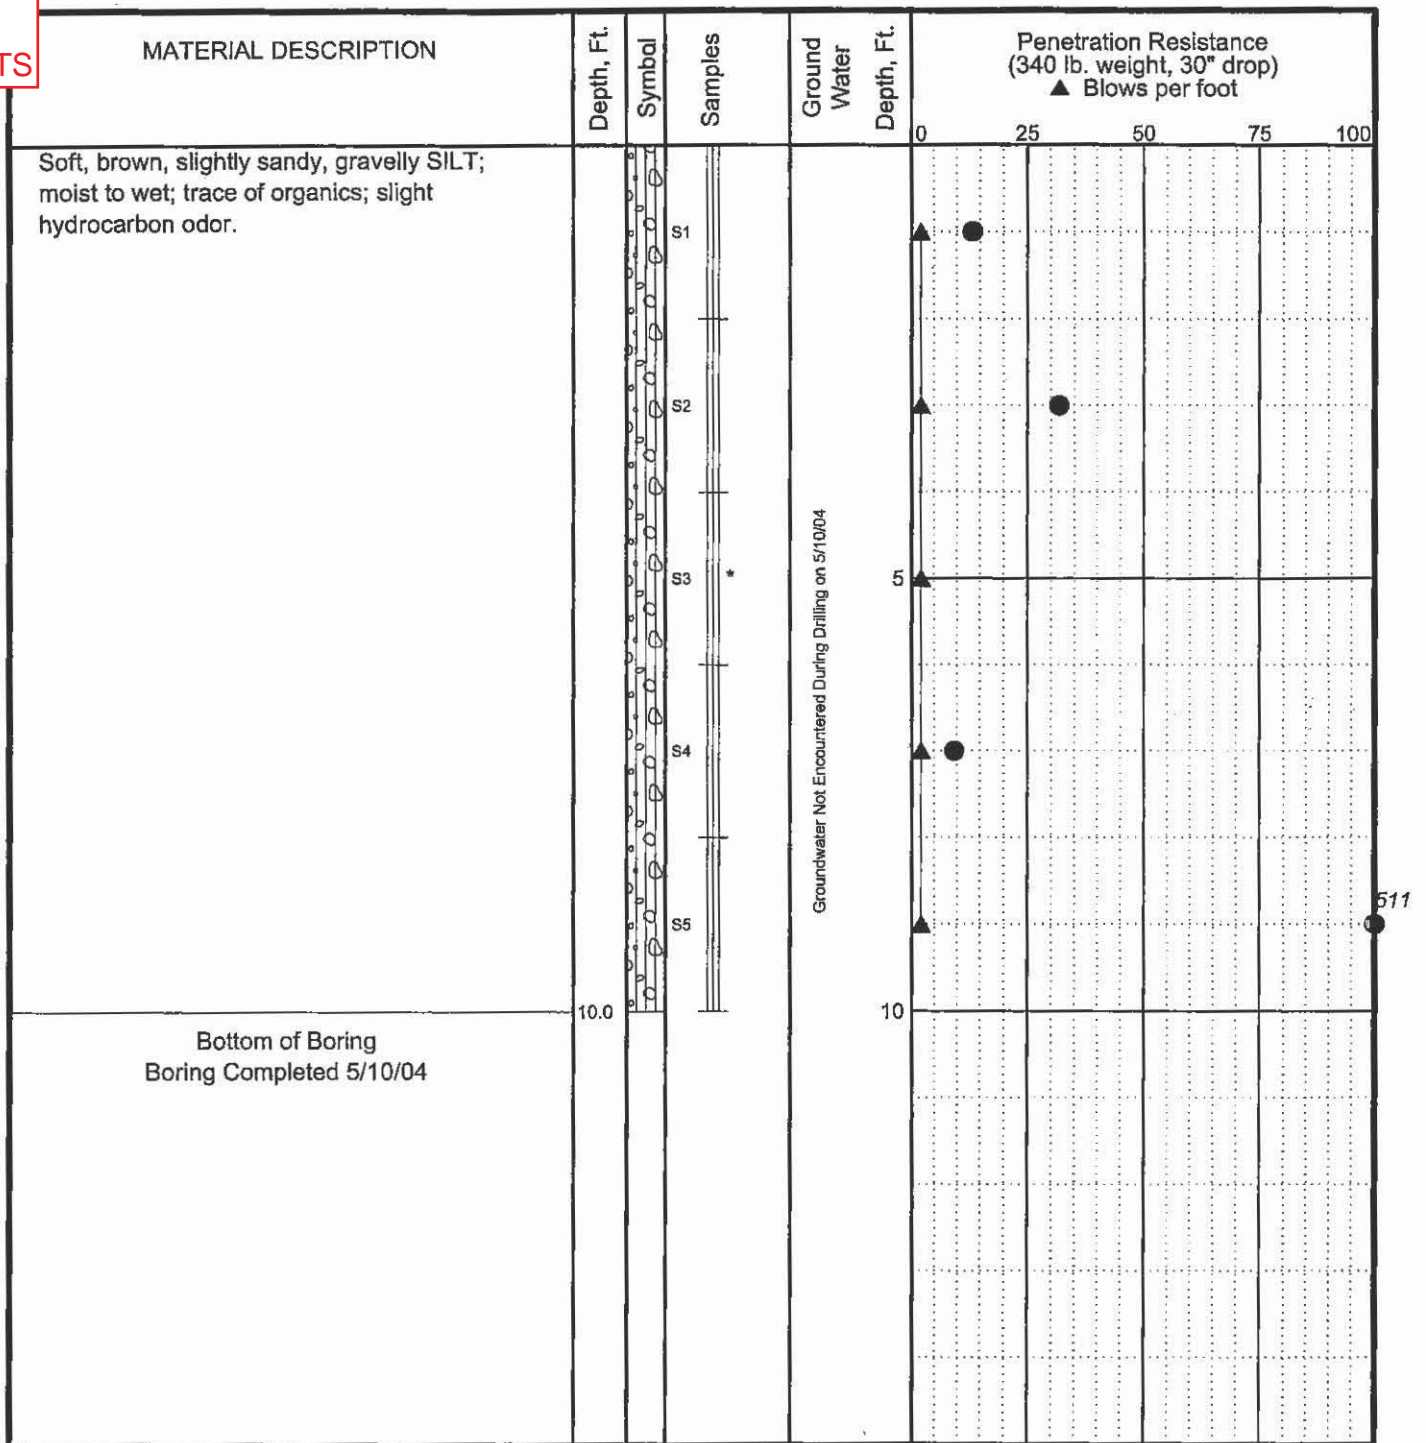 TS
MATERIAL DESCRIPTION
Depth, Ft.
Symbol
Samples
Ground
Water
Depth, Ft.
Penetration Resistance
(340 lb. weight, 30" drop)
▲ Blows per foot
0 25 50 75 100
Soft, brown, slightly sandy, gravelly SILT;
moist to wet; trace of organics; slight
hydrocarbon odor.
S1
S2
S3 *
5
S4
S5
511
Groundwater Not Encountered During Drilling on 5/10/04
10.0
10
Bottom of Boring
Boring Completed 5/10/04